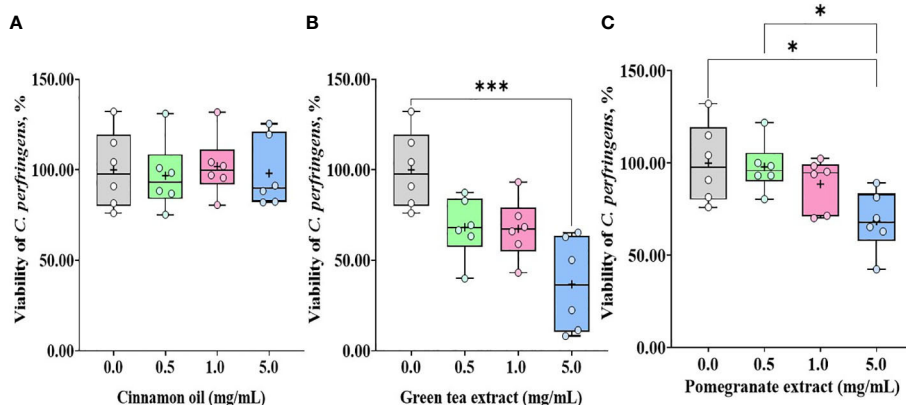 A
Viability of C. perfringens, %
150.00
100.00
50.00
0.00
0.0 0.5 1.0 5.0
Cinnamon oil (mg/mL)
B
Viability of C. perfringens, %
150.00
100.00
50.00
0.00
***
0.0 0.5 1.0 5.0
Green tea extract (mg/mL)
C
Viability of C. perfringens, %
150.00
100.00
50.00
0.00
*
*
0.0 0.5 1.0 5.0
Pomegranate extract (mg/mL)